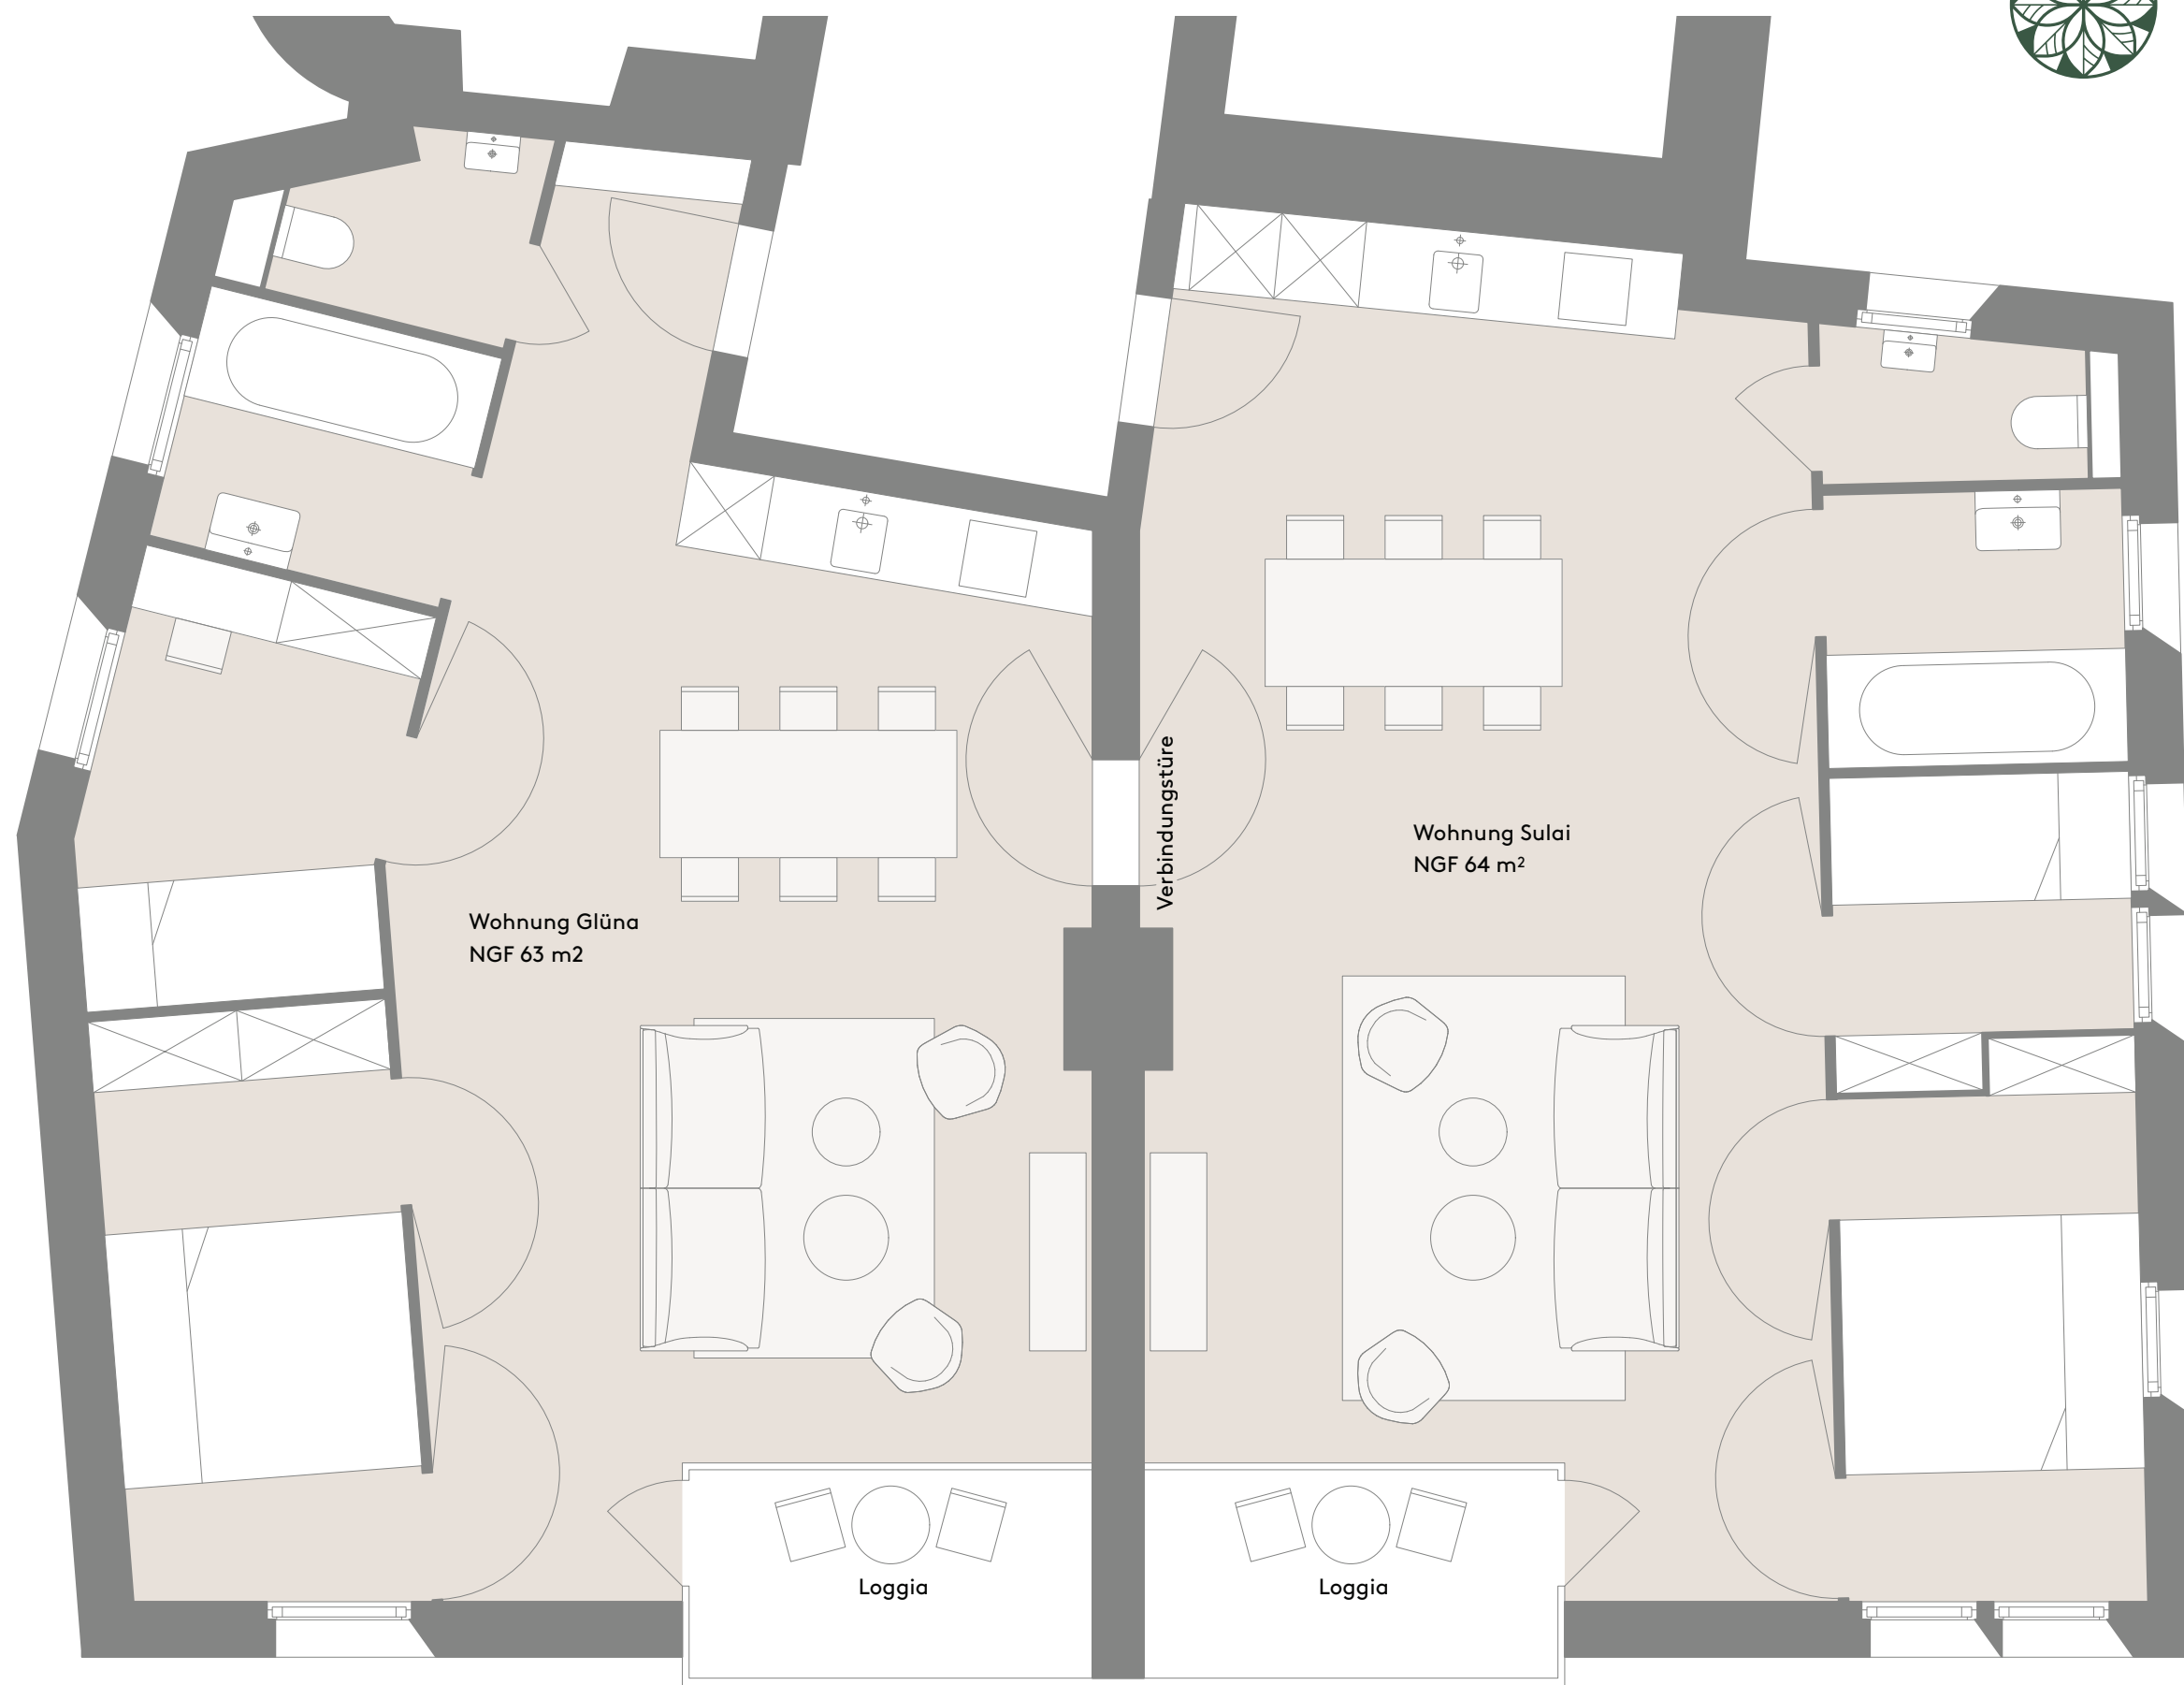 Verbindungstüre
Wohnung Sulai
NGF 64 m²
Wohnung Glüna
NGF 63 m2
Loggia
Loggia